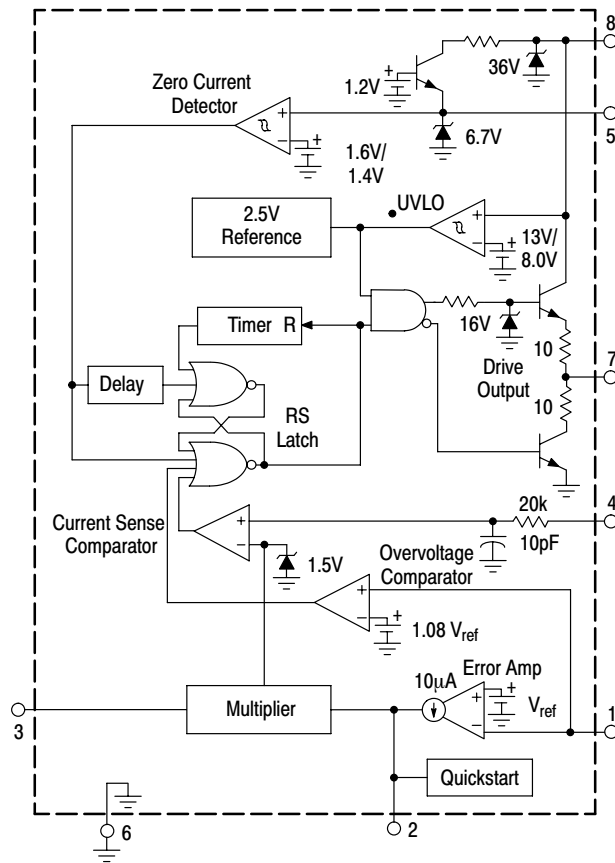 8
36V
1.2V
Zero Current
Detector
+
−
6.7V
5
1.6V/
1.4V
UVLO
2.5V
Reference
+
−
13V/
8.0V
Timer R
16V
10
Drive
Output
7
Delay
10
RS
Latch
20k
4
10pF
Current Sense
Comparator
+
−
1.5V
Overvoltage
Comparator
+
−
1.08 Vref
Error Amp
10μA
+
−
Vref
1
Multiplier
3
Quickstart
6
2